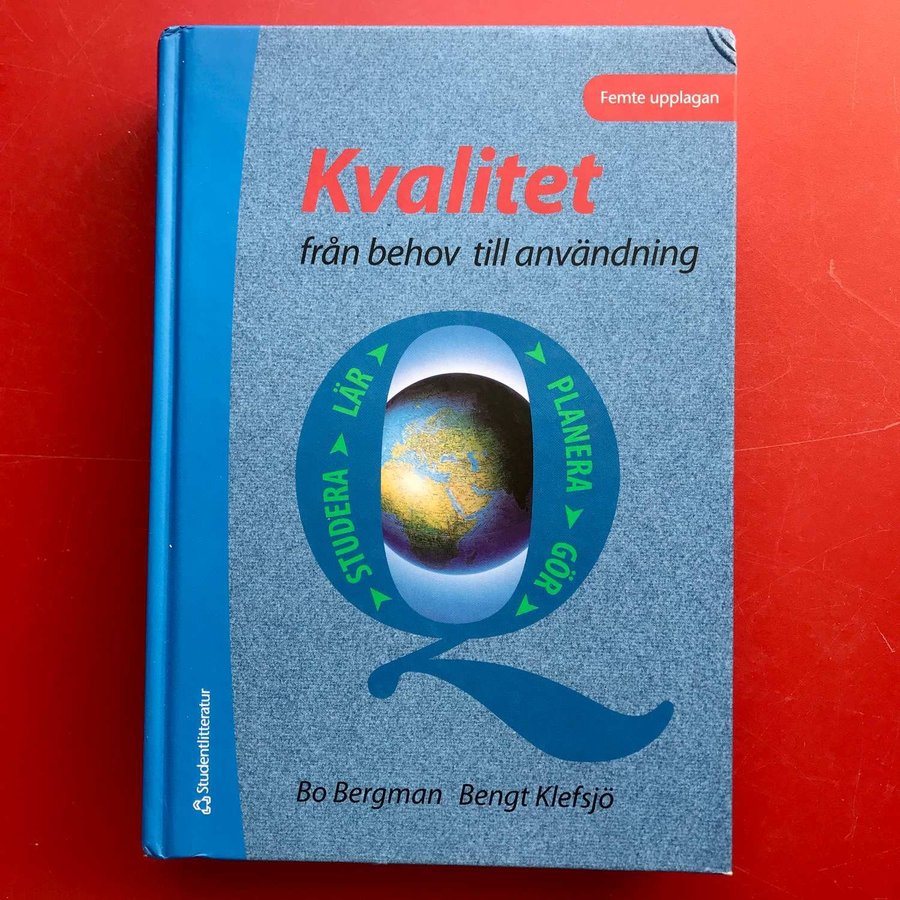 Femte upplagan
Kvalitet
från behov till användning
PLANERA
GÖR
STUDERA
LÄR
Bo Bergman Bengt Klefsjö
Studentlitteratur